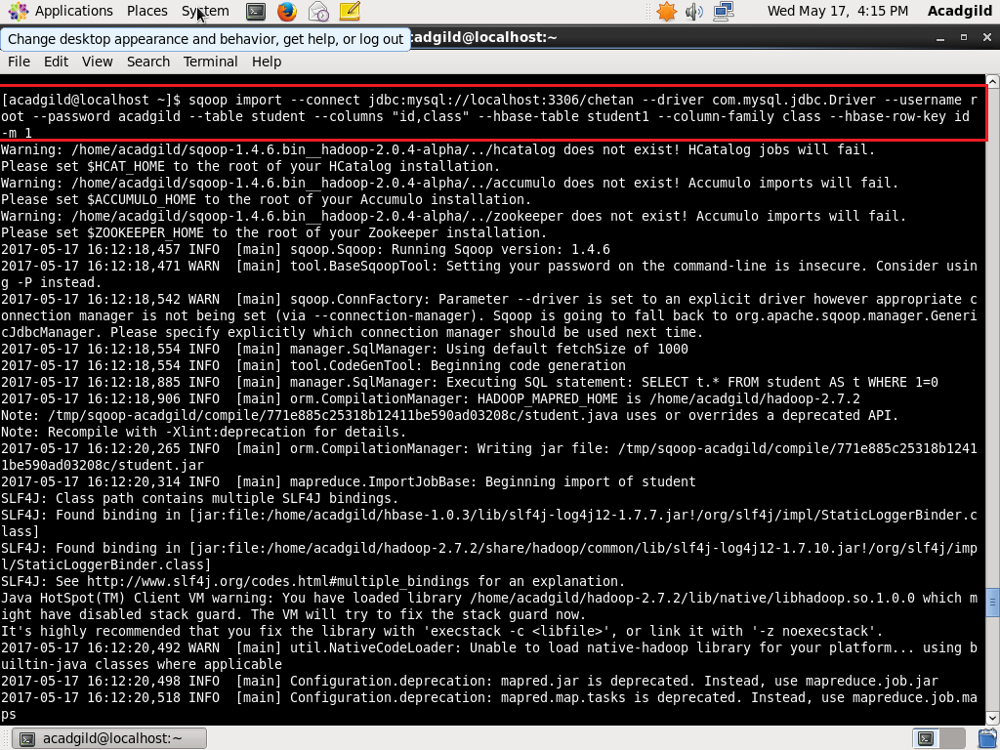 Applications Places System Wed May 17, 4:15 PM Acadgild
Change desktop appearance and behavior, get help, or log out
cadgild@localhost:~
File Edit View Search Terminal Help
[acadgild@localhost ~]$ sqoop import --connect jdbc:mysql://localhost:3306/chetan --driver com.mysql.jdbc.Driver --username r
oot --password acadgild --table student --columns "id,class" --hbase-table student1 --column-family class --hbase-row-key id
-m 1
Warning: /home/acadgild/sqoop-1.4.6.bin__hadoop-2.0.4-alpha/../hcatalog does not exist! HCatalog jobs will fail.
Please set $HCAT_HOME to the root of your HCatalog installation.
Warning: /home/acadgild/sqoop-1.4.6.bin__hadoop-2.0.4-alpha/../accumulo does not exist! Accumulo imports will fail.
Please set $ACCUMULO_HOME to the root of your Accumulo installation.
Warning: /home/acadgild/sqoop-1.4.6.bin__hadoop-2.0.4-alpha/../zookeeper does not exist! Accumulo imports will fail.
Please set $ZOOKEEPER_HOME to the root of your Zookeeper installation.
2017-05-17 16:12:18,457 INFO  [main] sqoop.Sqoop: Running Sqoop version: 1.4.6
2017-05-17 16:12:18,471 WARN  [main] tool.BaseSqoopTool: Setting your password on the command-line is insecure. Consider usin
g -P instead.
2017-05-17 16:12:18,542 WARN  [main] sqoop.ConnFactory: Parameter --driver is set to an explicit driver however appropriate c
onnection manager is not being set (via --connection-manager). Sqoop is going to fall back to org.apache.sqoop.manager.Generi
cJdbcManager. Please specify explicitly which connection manager should be used next time.
2017-05-17 16:12:18,554 INFO  [main] manager.SqlManager: Using default fetchSize of 1000
2017-05-17 16:12:18,554 INFO  [main] tool.CodeGenTool: Beginning code generation
2017-05-17 16:12:18,885 INFO  [main] manager.SqlManager: Executing SQL statement: SELECT t.* FROM student AS t WHERE 1=0
2017-05-17 16:12:18,906 INFO  [main] orm.CompilationManager: HADOOP_MAPRED_HOME is /home/acadgild/hadoop-2.7.2
Note: /tmp/sqoop-acadgild/compile/771e885c25318b12411be590ad03208c/student.java uses or overrides a deprecated API.
Note: Recompile with -Xlint:deprecation for details.
2017-05-17 16:12:20,265 INFO  [main] orm.CompilationManager: Writing jar file: /tmp/sqoop-acadgild/compile/771e885c25318b1241
1be590ad03208c/student.jar
2017-05-17 16:12:20,314 INFO  [main] mapreduce.ImportJobBase: Beginning import of student
SLF4J: Class path contains multiple SLF4J bindings.
SLF4J: Found binding in [jar:file:/home/acadgild/hbase-1.0.3/lib/slf4j-log4j12-1.7.7.jar!/org/slf4j/impl/StaticLoggerBinder.c
lass]
SLF4J: Found binding in [jar:file:/home/acadgild/hadoop-2.7.2/share/hadoop/common/lib/slf4j-log4j12-1.7.10.jar!/org/slf4j/imp
l/StaticLoggerBinder.class]
SLF4J: See http://www.slf4j.org/codes.html#multiple_bindings for an explanation.
Java HotSpot(TM) Client VM warning: You have loaded library /home/acadgild/hadoop-2.7.2/lib/native/libhadoop.so.1.0.0 which m
ight have disabled stack guard. The VM will try to fix the stack guard now.
It's highly recommended that you fix the library with 'execstack -c <libfile>', or link it with '-z noexecstack'.
2017-05-17 16:12:20,492 WARN  [main] util.NativeCodeLoader: Unable to load native-hadoop library for your platform... using b
uiltin-java classes where applicable
2017-05-17 16:12:20,498 INFO  [main] Configuration.deprecation: mapred.jar is deprecated. Instead, use mapreduce.job.jar
2017-05-17 16:12:20,518 INFO  [main] Configuration.deprecation: mapred.map.tasks is deprecated. Instead, use mapreduce.job.ma
ps
acadgild@localhost:~